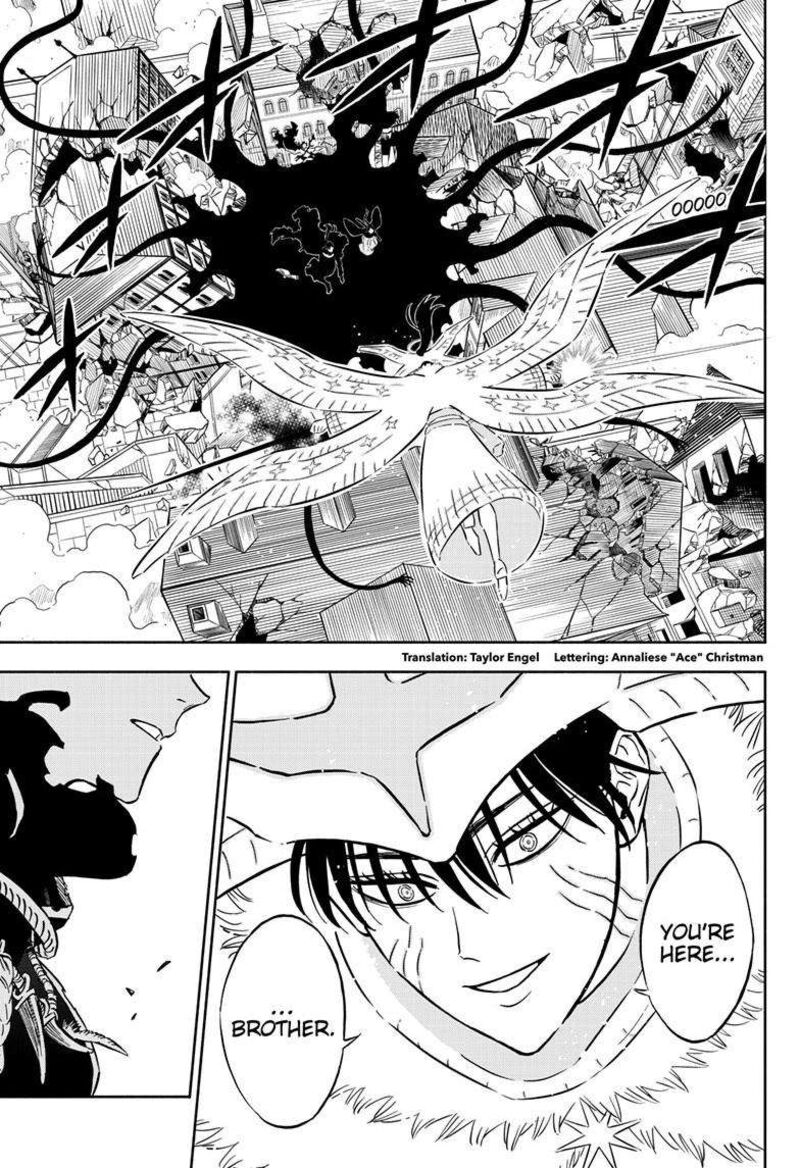 OOOOO
Translation: Taylor Engel Lettering: Annaliese "Ace" Christman
YOU'RE
HERE...
...
BROTHER.